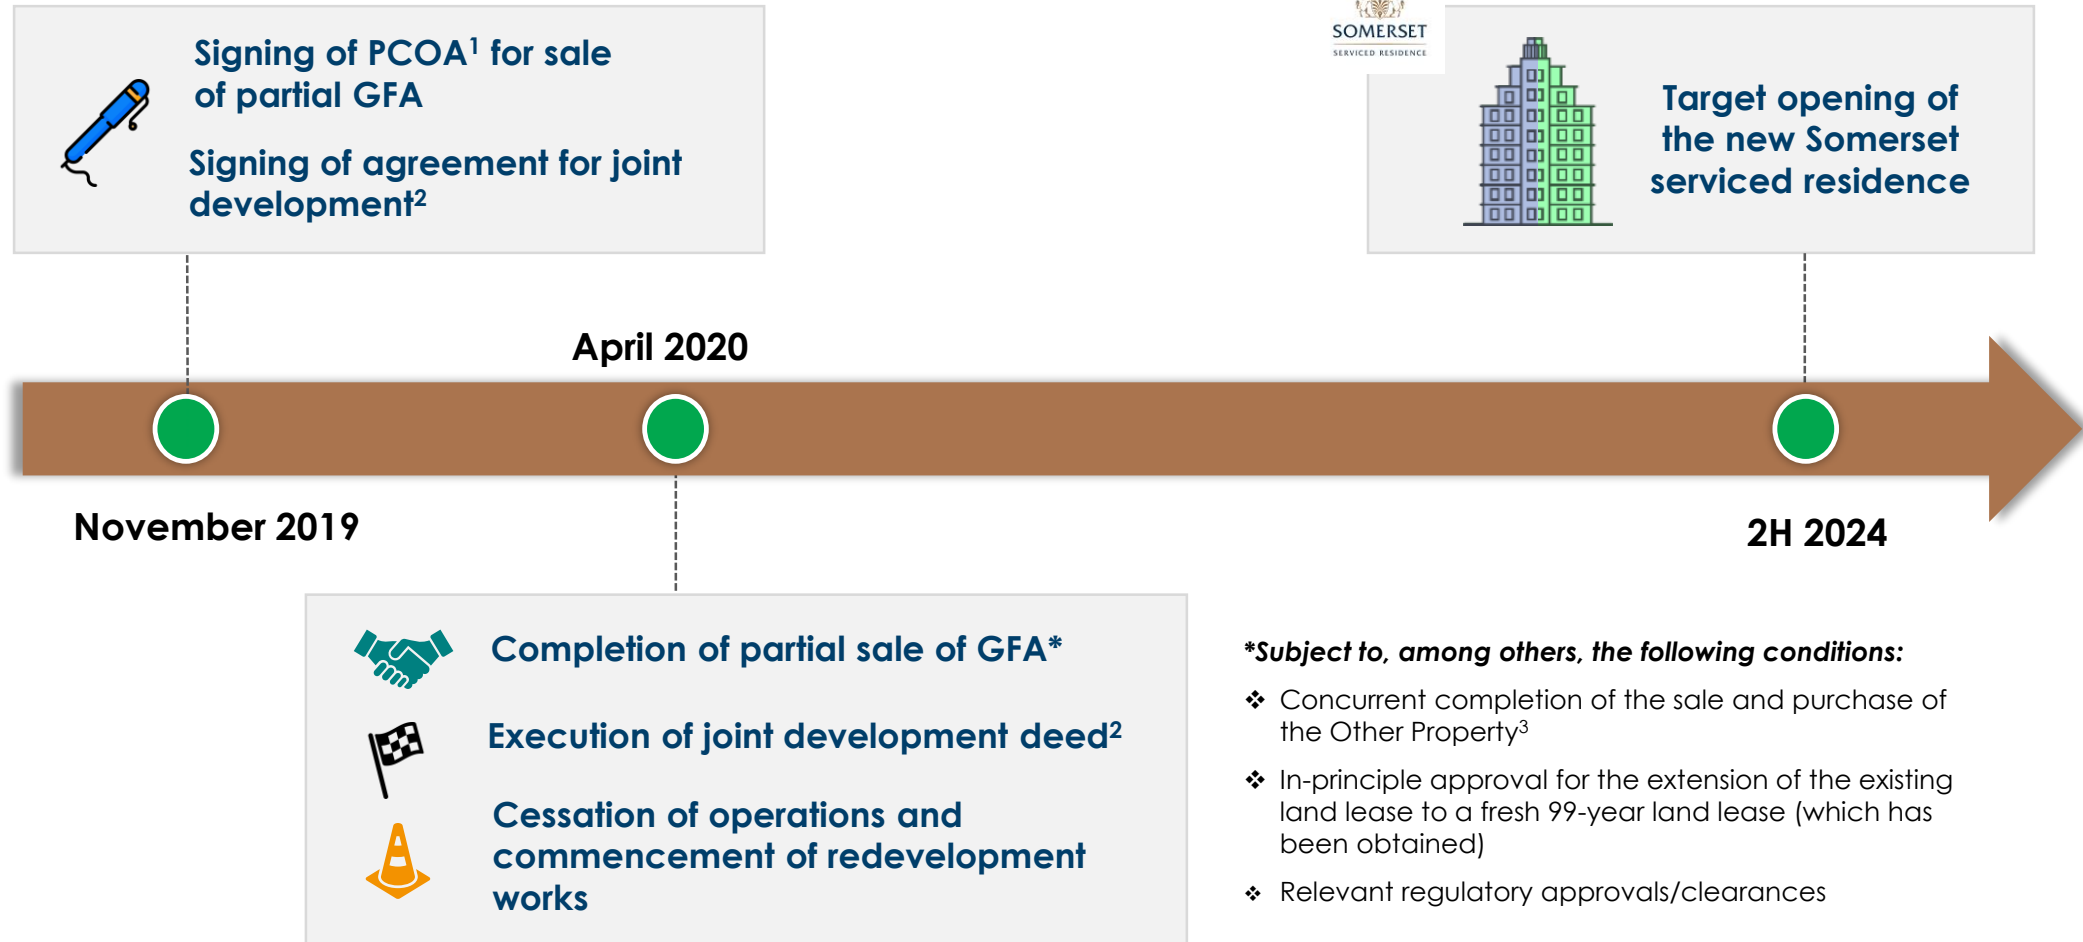 Signing of PCOA¹ for sale
of partial GFA
Signing of agreement for joint
development²
SOMERSET
SERVICED RESIDENCE
Target opening of
the new Somerset
serviced residence
April 2020
November 2019
2H 2024
Completion of partial sale of GFA*
Execution of joint development deed²
Cessation of operations and
commencement of redevelopment
works
*Subject to, among others, the following conditions:
❖ Concurrent completion of the sale and purchase of
the Other Property³
❖ In-principle approval for the extension of the existing
land lease to a fresh 99-year land lease (which has
been obtained)
❖ Relevant regulatory approvals/clearances